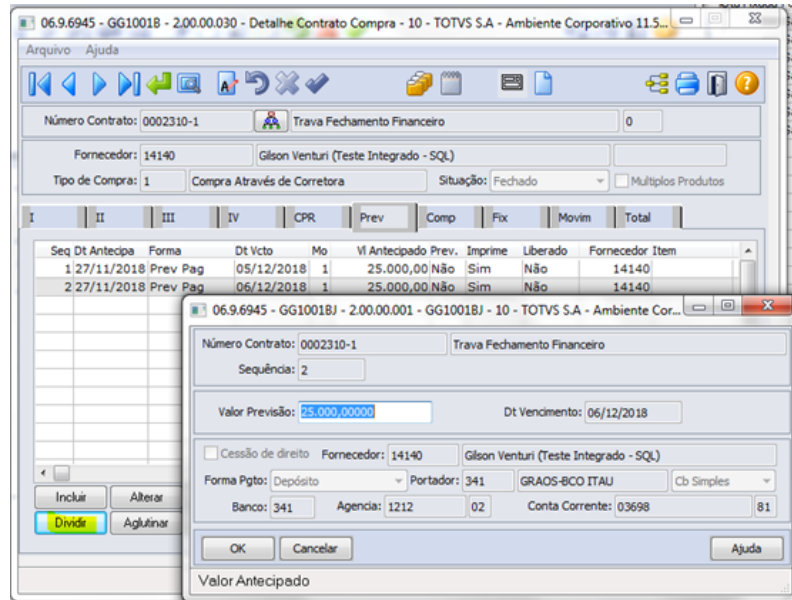 06.9.6945 - GG1001B - 2.00.00.030 - Detalhe Contrato Compra - 10 - TOTVS S.A - Ambiente Corporativo 11.5...
Arquivo Ajuda
Número Contrato: 0002310-1 Trava Fechamento Financeiro 0
Fornecedor: 14140 Gilson Venturi (Teste Integrado - SQL)
Tipo de Compra: 1 Compra Através de Corretora Situação: Fechado Multiplos Produtos
I II III IV CPR Prev Comp Fix Movim Total
Seq Dt Antecipa Forma Dt Vcto Mo Vl Antecipado Prev. Imprime Liberado Fornecedor Item
1 27/11/2018 Prev Pag 05/12/2018 1 25.000,00 Não Sim Não 14140
2 27/11/2018 Prev Pag 06/12/2018 1 25.000,00 Não Sim Não 14140
06.9.6945 - GG1001BJ - 2.00.00.001 - GG1001BJ - 10 - TOTVS S.A - Ambiente Cor...
Número Contrato: 0002310-1 Trava Fechamento Financeiro
Sequência: 2
Valor Previsão: 25.000,00000 Dt Vencimento: 06/12/2018
Cessão de direito Fornecedor: 14140 Gilson Venturi (Teste Integrado - SQL)
Forma Pgto: Depósito Portador: 341 GRAOS-BCO ITAU Cb Simples
Banco: 341 Agencia: 1212 02 Conta Corrente: 03698 81
Incluir Alterar
Dividir Aglutinar
OK Cancelar Ajuda
Valor Antecipado